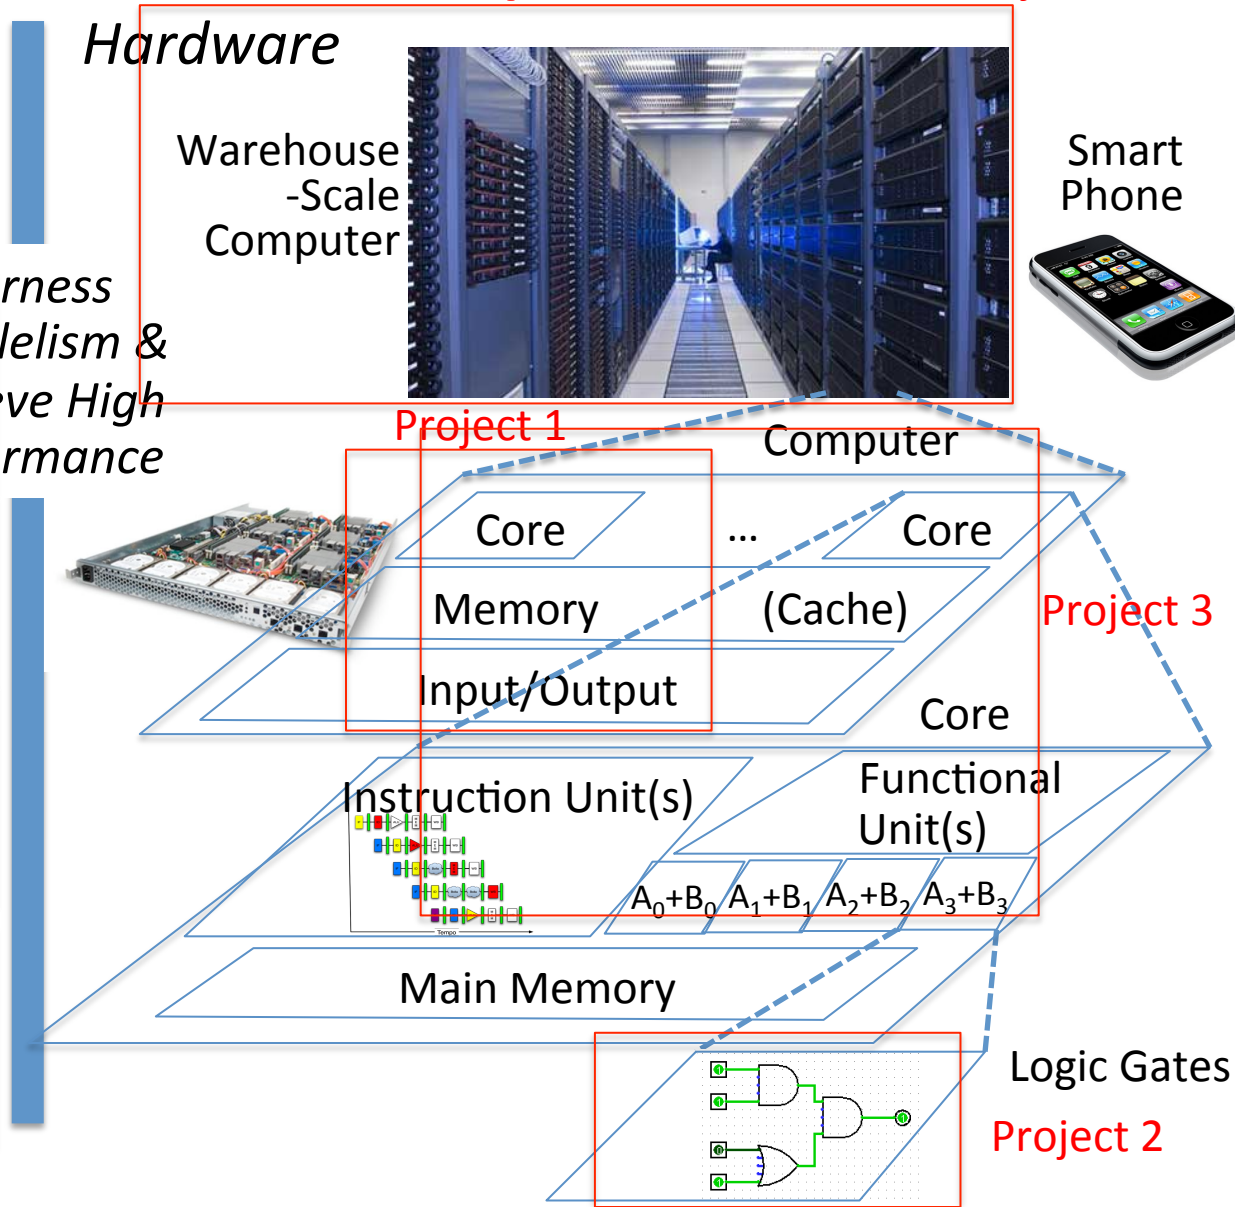 Hardware
Warehouse
-Scale
Computer
Smart
Phone
rness
lelism &
eve High
rmance
Project 1
Computer
Core
...
Core
Memory
(Cache)
Project 3
Input/Output
Core
Instruction Unit(s)
Functional
Unit(s)
A₀+B₀ A₁+B₁ A₂+B₂ A₃+B₃
Tempo
Main Memory
Logic Gates
Project 2